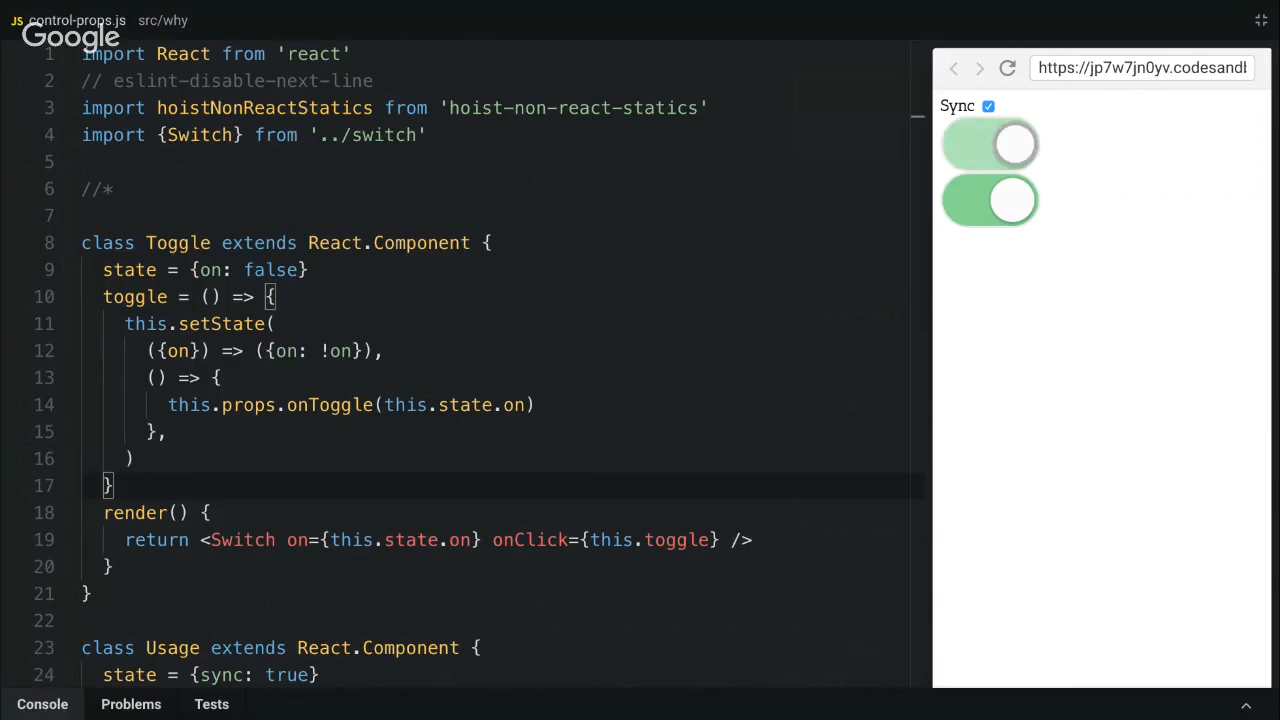 JS control-props.js src/why
Google
1 import React from 'react'
2 // eslint-disable-next-line
3 import hoistNonReactStatics from 'hoist-non-react-statics'
4 import {Switch} from '../switch'
5
6 //*
7
8 class Toggle extends React.Component {
9 state = {on: false}
10 toggle = () => {
11 this.setState(
12 ({on}) => ({on: !on}),
13 () => {
14 this.props.onToggle(this.state.on)
15 },
16 )
17 }
18 render() {
19 return <Switch on={this.state.on} onClick={this.toggle} />
20 }
21 }
22
23 class Usage extends React.Component {
24 state = {sync: true}
Console Problems Tests
https://jp7w7jn0yv.codesandb
Sync